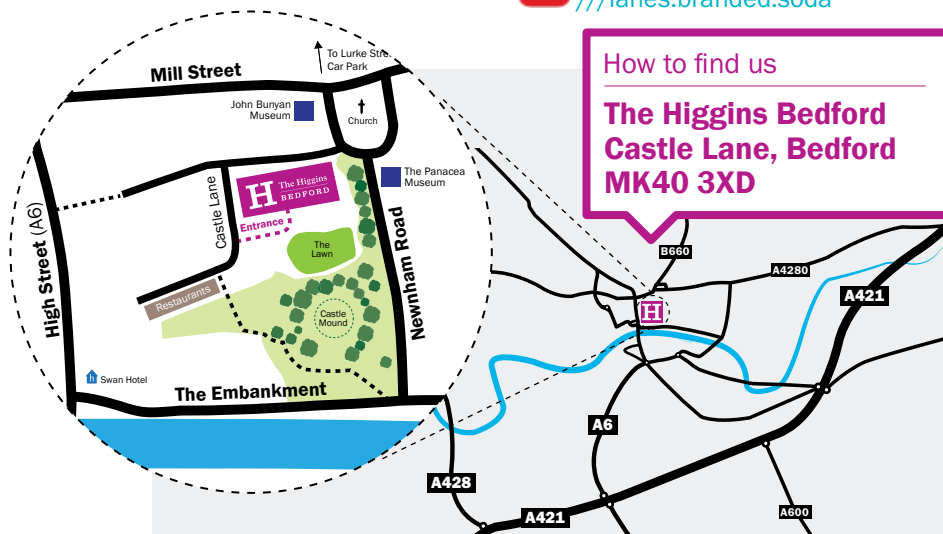 ///lanes.branded.soda
How to find us
The Higgins Bedford
Castle Lane, Bedford
MK40 3XD
To Lurke Stre
Car Park
Mill Street
John Bunyan
Museum
Church
The Panacea
Museum
H The Higgins
BEDFORD
Entrance
Castle Lane
High Street (A6)
The
Lawn
Newnham Road
Restaurants
Castle
Mound
h
Swan Hotel
The Embankment
B660
A4280
A421
H
A6
A428
A421
A600